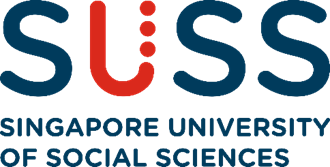 SUSS
SINGAPORE UNIVERSITY
OF SOCIAL SCIENCES